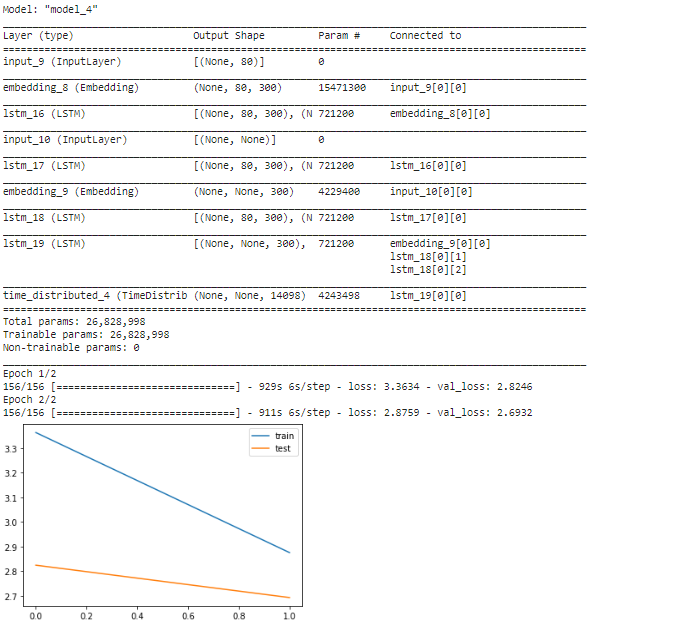 Model: "model_4"
Layer (type) Output Shape Param # Connected to
input_9 (InputLayer) [(None, 80)] 0
embedding_8 (Embedding) (None, 80, 300) 15471300 input_9[0][0]
lstm_16 (LSTM) [(None, 80, 300), (N 721200 embedding_8[0][0]
input_10 (InputLayer) [(None, None)] 0
lstm_17 (LSTM) [(None, 80, 300), (N 721200 lstm_16[0][0]
embedding_9 (Embedding) (None, None, 300) 4229400 input_10[0][0]
lstm_18 (LSTM) [(None, 80, 300), (N 721200 lstm_17[0][0]
lstm_19 (LSTM) [(None, None, 300), 721200 embedding_9[0][0]
lstm_18[0][1]
lstm_18[0][2]
time_distributed_4 (TimeDistrib (None, None, 14098) 4243498 lstm_19[0][0]
Total params: 26,828,998
Trainable params: 26,828,998
Non-trainable params: 0
Epoch 1/2
156/156 [==============================] - 929s 6s/step - loss: 3.3634 - val_loss: 2.8246
Epoch 2/2
156/156 [==============================] - 911s 6s/step - loss: 2.8759 - val_loss: 2.6932
train
test
3.3
3.2
3.1
3.0
2.9
2.8
2.7
0.0 0.2 0.4 0.6 0.8 1.0